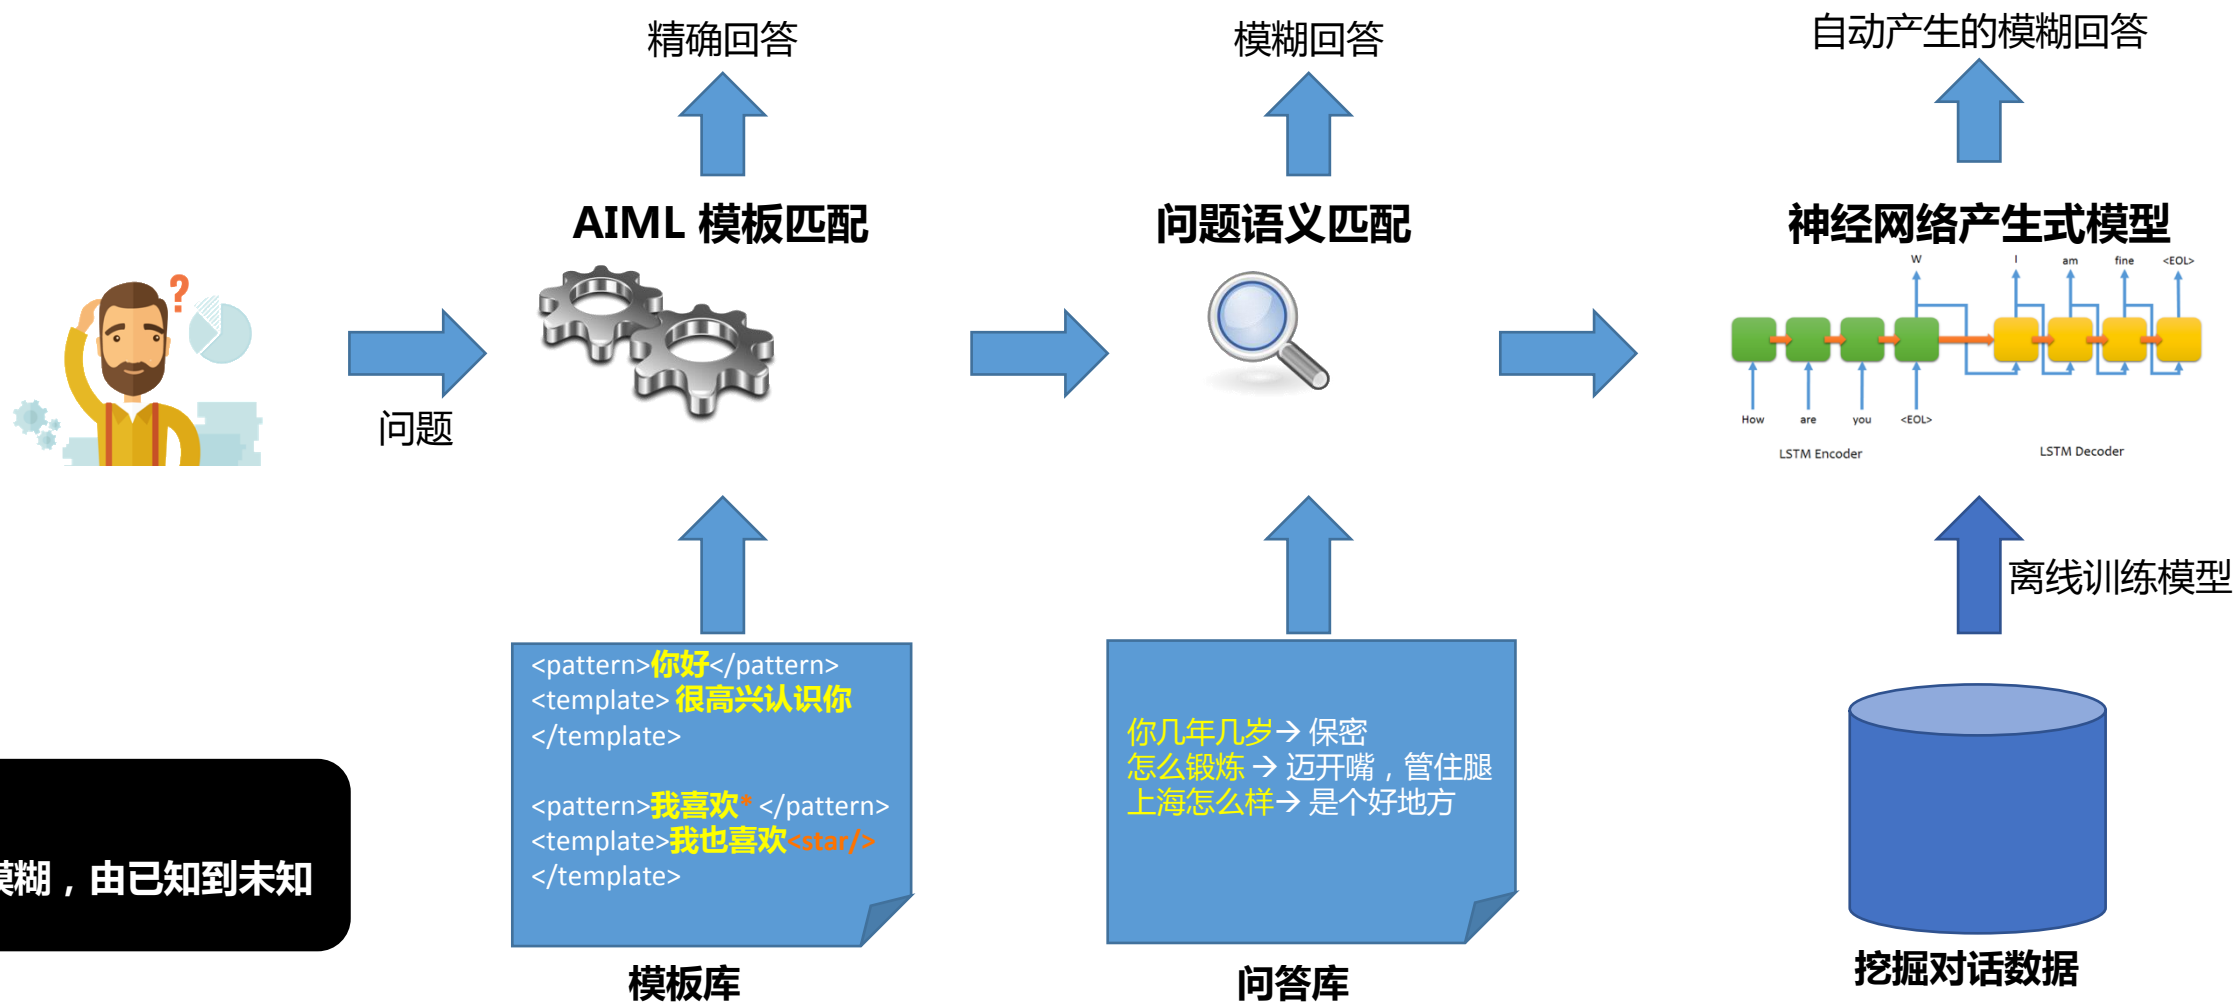 精确回答
模糊回答
自动产生的模糊回答
AIML 模板匹配
问题语义匹配
神经网络产生式模型
?
W I am fine <EOL>
How are you <EOL>
LSTM Encoder
LSTM Decoder
问题
离线训练模型
<pattern>你好</pattern>
<template> 很高兴认识你
</template>
<pattern>我喜欢* </pattern>
<template>我也喜欢<star/>
</template>
你几年几岁→ 保密
怎么锻炼 → 迈开嘴，管住腿
上海怎么样→ 是个好地方
糊，由已知到未知
模板库
问答库
挖掘对话数据